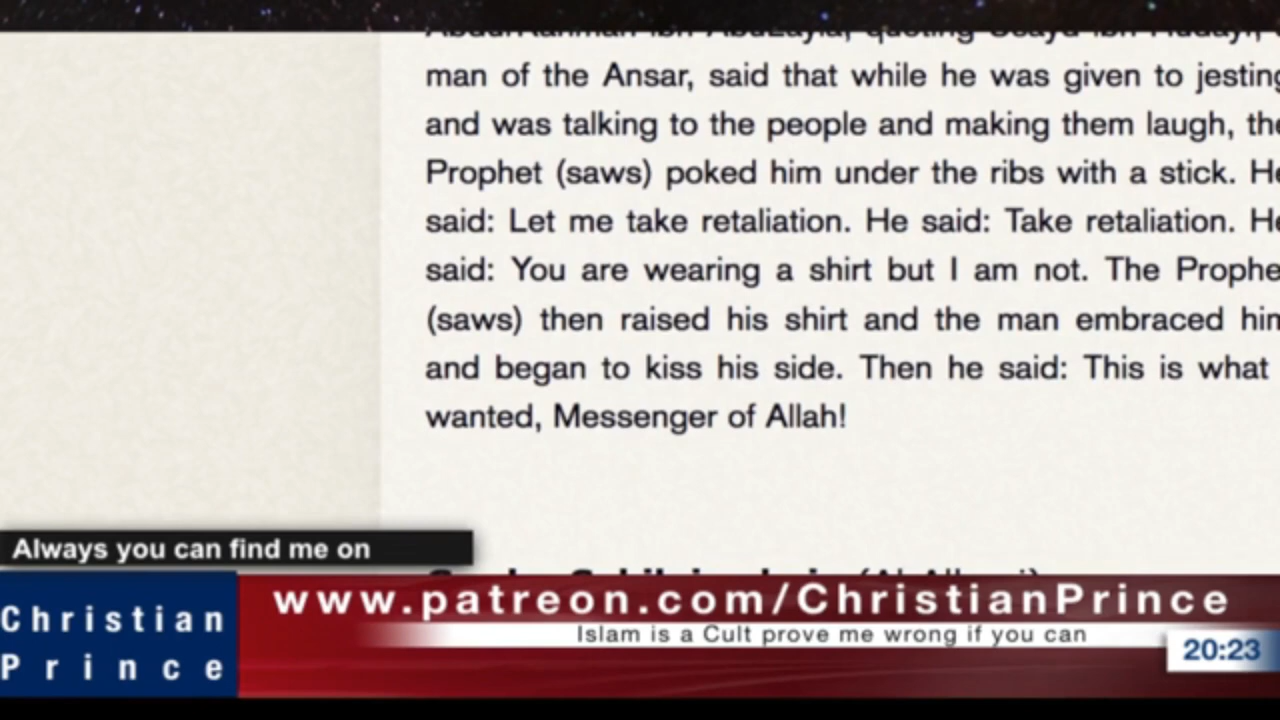 man of the Ansar, said that while he was given to jesting
and was talking to the people and making them laugh, the
Prophet (saws) poked him under the ribs with a stick. He
said: Let me take retaliation. He said: Take retaliation. He
said: You are wearing a shirt but I am not. The Prophe
(saws) then raised his shirt and the man embraced him
and began to kiss his side. Then he said: This is what
wanted, Messenger of Allah!
Always you can find me on
Christian
Prince
www.patreon.com/ChristianPrince
Islam is a Cult prove me wrong if you can
20:23